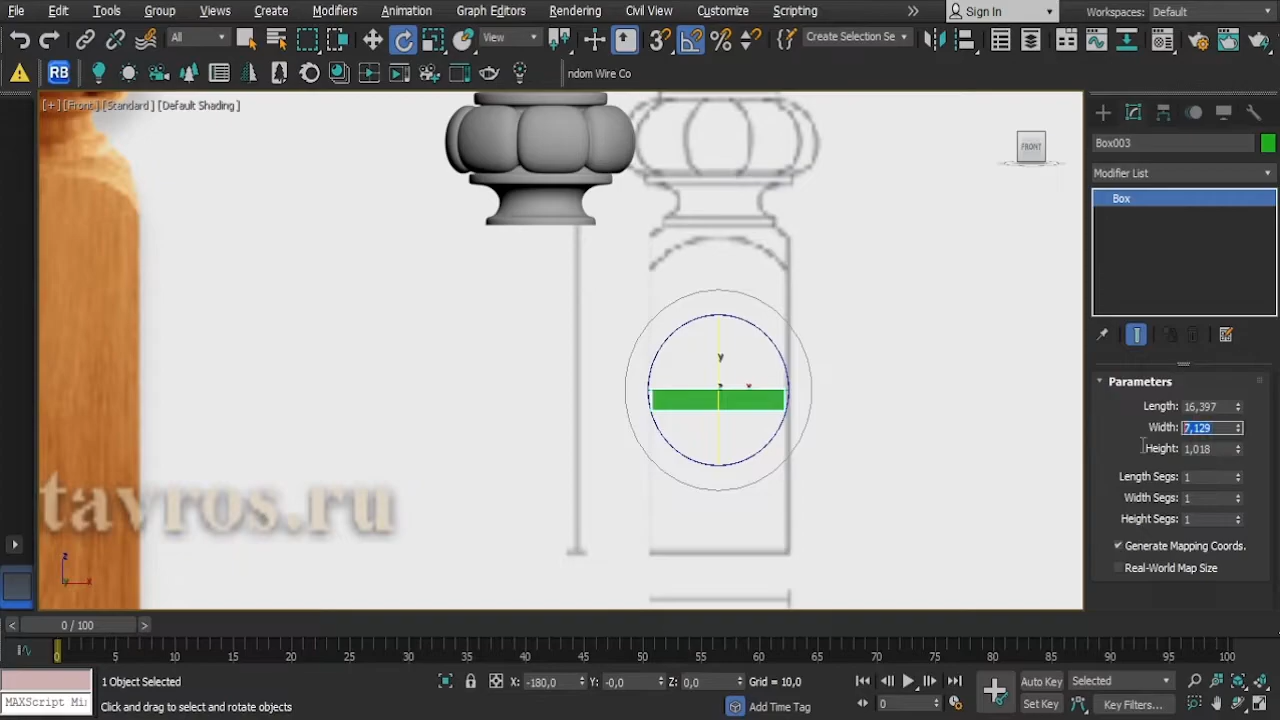 File Edit Tools Group Views Create Modifiers Animation Graph Editors Rendering Civil View Customize Scripting Sign In Workspaces: Default
All View Create Selection Se
RB ndom Wire Co
[+] [Front] [Standard] [Default Shading]
FRONT
Box003
Modifier List
Box
y
Parameters
Length: 16,397
Width: 7,129
Height: 1,018
Length Segs: 1
Width Segs: 1
Height Segs: 1
Generate Mapping Coords.
Real-World Map Size
tavros.ru
z
x
0 / 100
0 5 10 15 20 25 30 35 40 45 50 55 60 65 70 75 80 85 90 95 100
1 Object Selected X: -180,0 Y: -0,0 Z: 0,0 Grid = 10,0 Auto Key Selected
MAXScript Mi
Click and drag to select and rotate objects Add Time Tag 0 Set Key Key Filters...